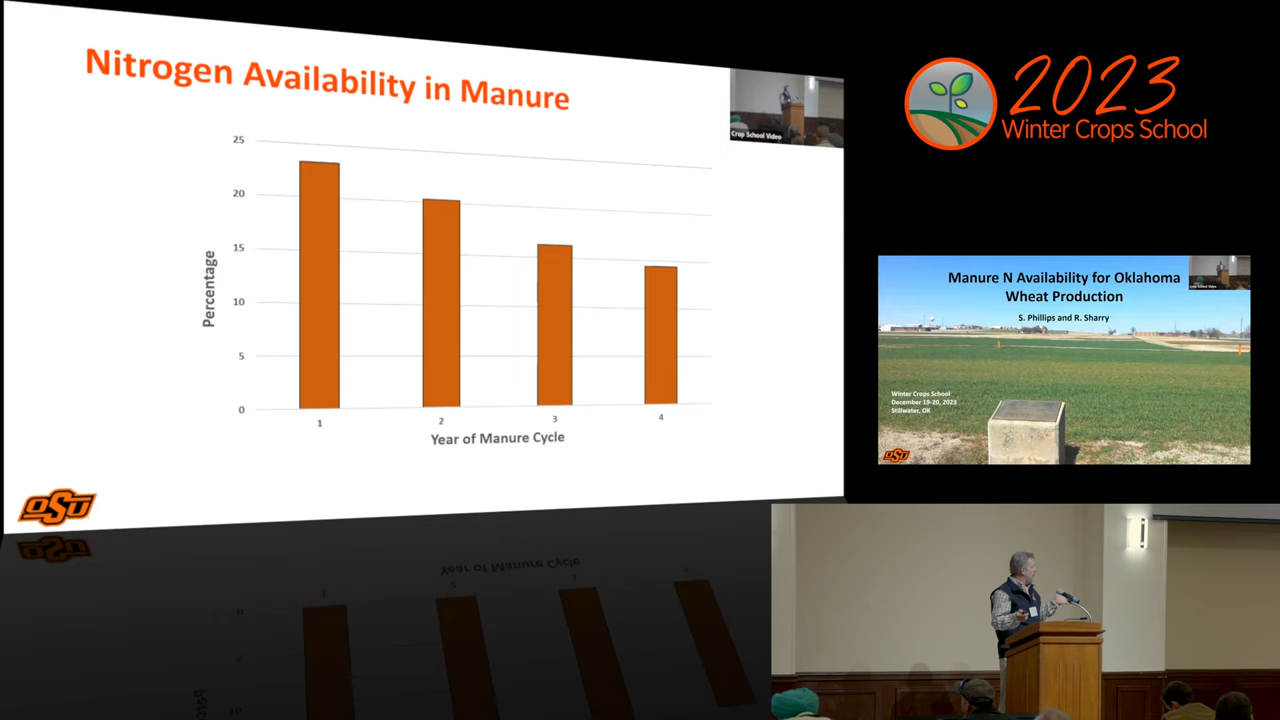 Nitrogen Availability in Manure
Crop School Video
25
20
15
10
5
0
Percentage
1
2
3
4
Year of Manure Cycle
OSU
2023
Winter Crops School
Manure N Availability for Oklahoma
Wheat Production
S. Phillips and R. Sharry
Winter Crops School
December 19-20, 2023
Stillwater, OK
OSU